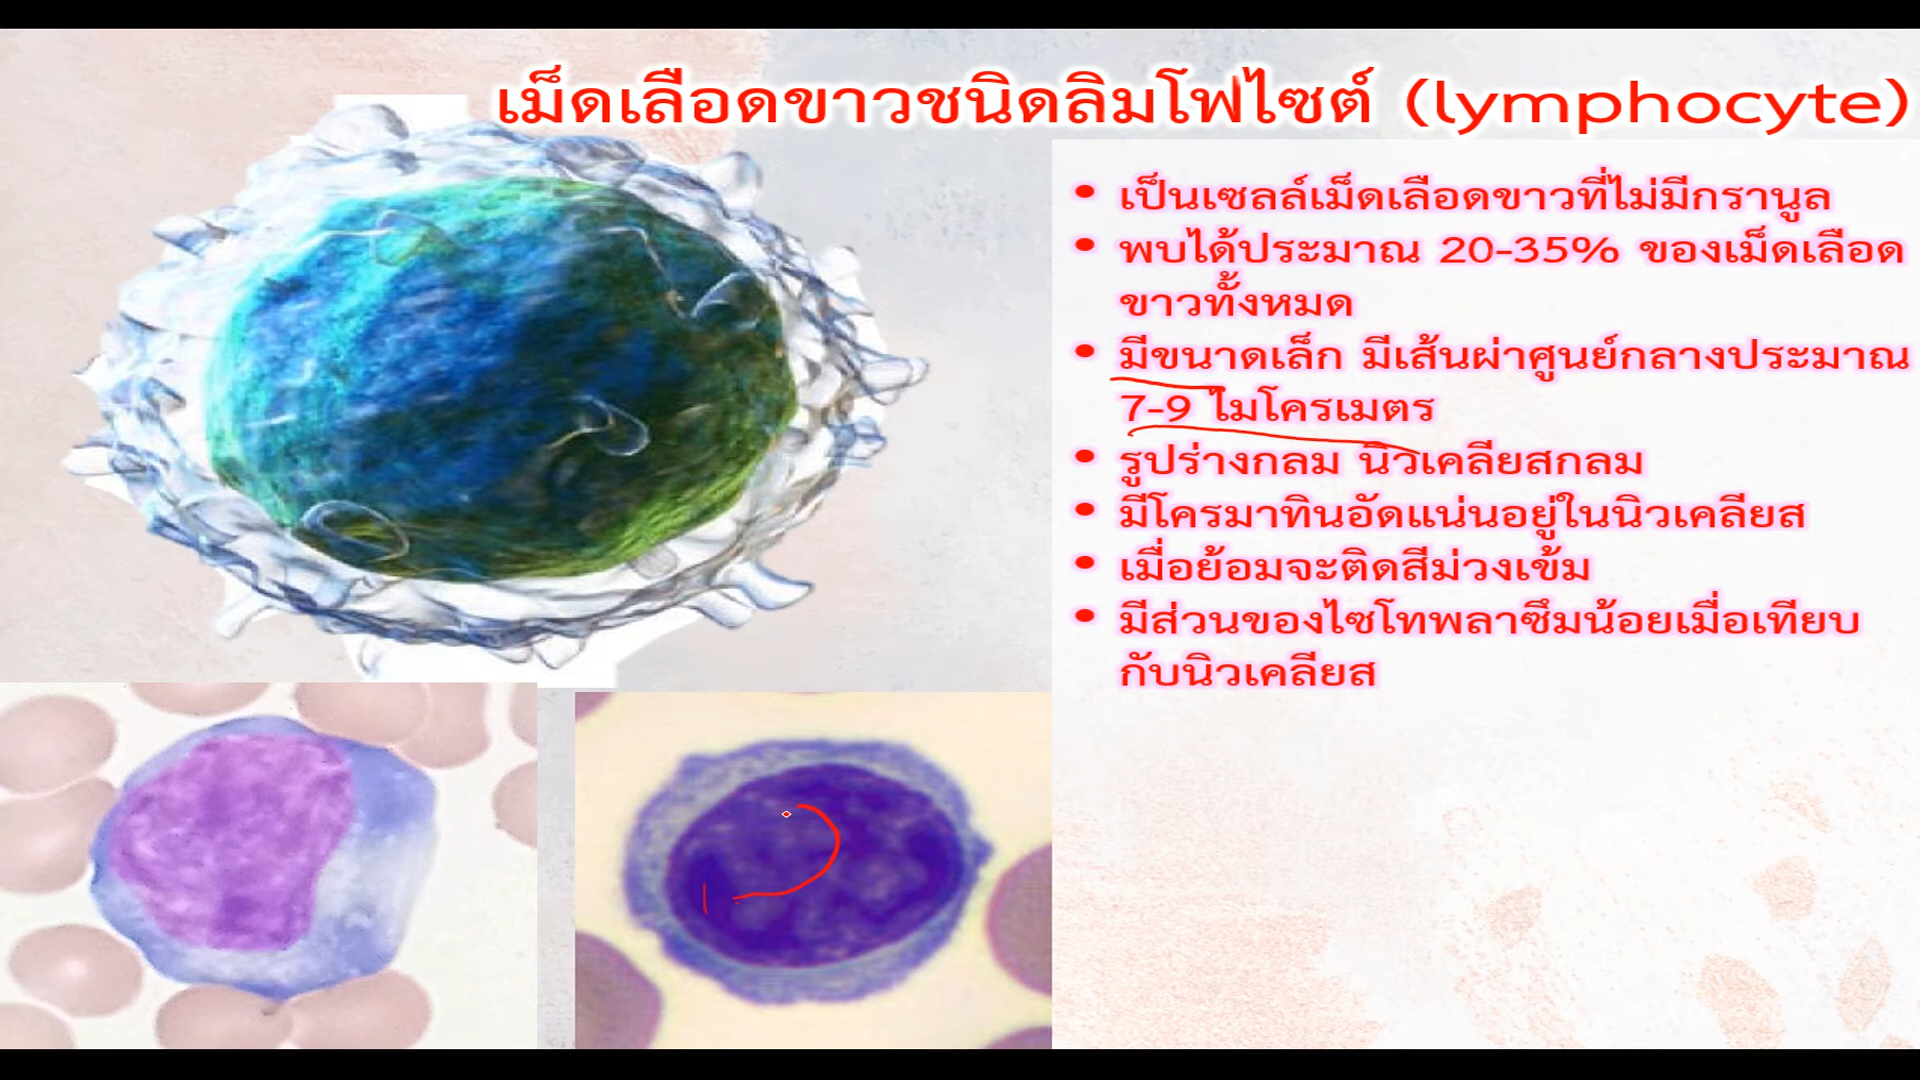 เม็ดเลือดขาวชนิดลิมโฟไซต์ (lymphocyte)
• เป็นเซลล์เม็ดเลือดขาวที่ไม่มีกรานูล
• พบได้ประมาณ 20-35% ของเม็ดเลือด
ขาวทั้งหมด
• มีขนาดเล็ก มีเส้นผ่าศูนย์กลางประมาณ
7-9 ไมโครเมตร
• รูปร่างกลม นิวเคลียสกลม
• มีโครมาทินอัดแน่นอยู่ในนิวเคลียส
• เมื่อย้อมจะติดสีม่วงเข้ม
• มีส่วนของไซโทพลาซึมน้อยเมื่อเทียบ
กับนิวเคลียส